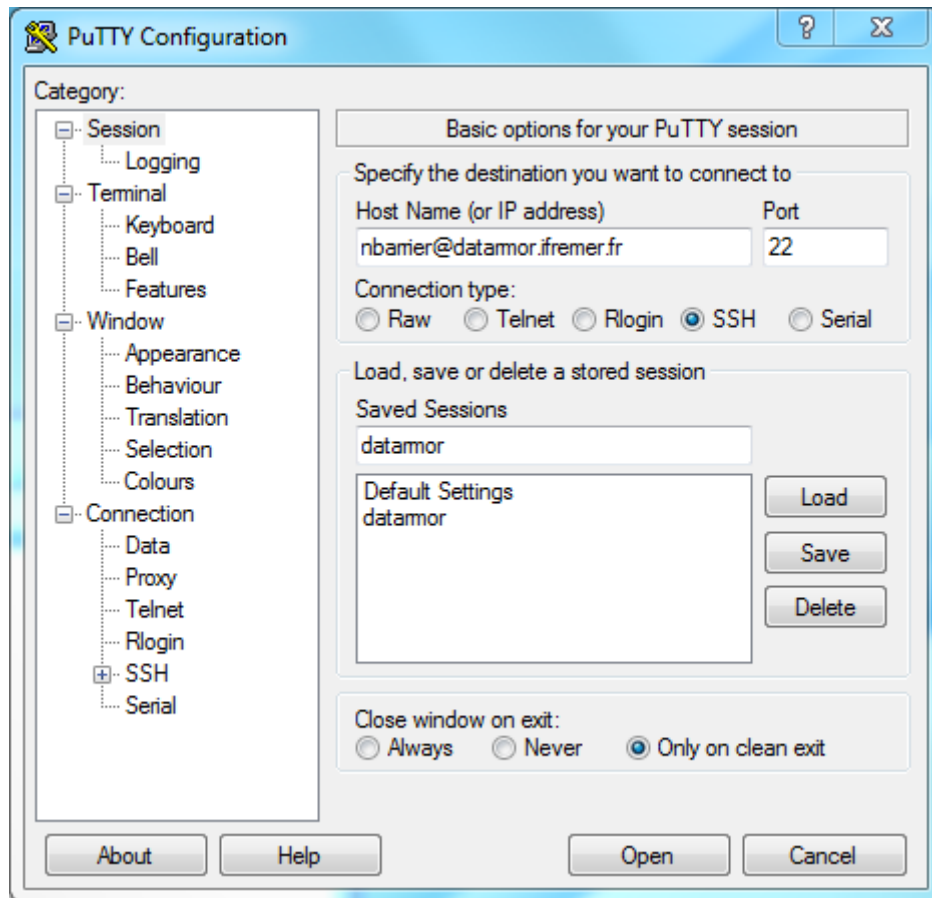 PuTTY Configuration
Category:
Session
Logging
Terminal
Keyboard
Bell
Features
Window
Appearance
Behaviour
Translation
Selection
Colours
Connection
Data
Proxy
Telnet
Rlogin
SSH
Serial
Basic options for your PuTTY session
Specify the destination you want to connect to
Host Name (or IP address) Port
nbarrier@datarmor.ifremer.fr 22
Connection type:
Raw Telnet Rlogin SSH Serial
Load, save or delete a stored session
Saved Sessions
datarmor
Default Settings
datarmor
Load
Save
Delete
Close window on exit:
Always Never Only on clean exit
About Help Open Cancel